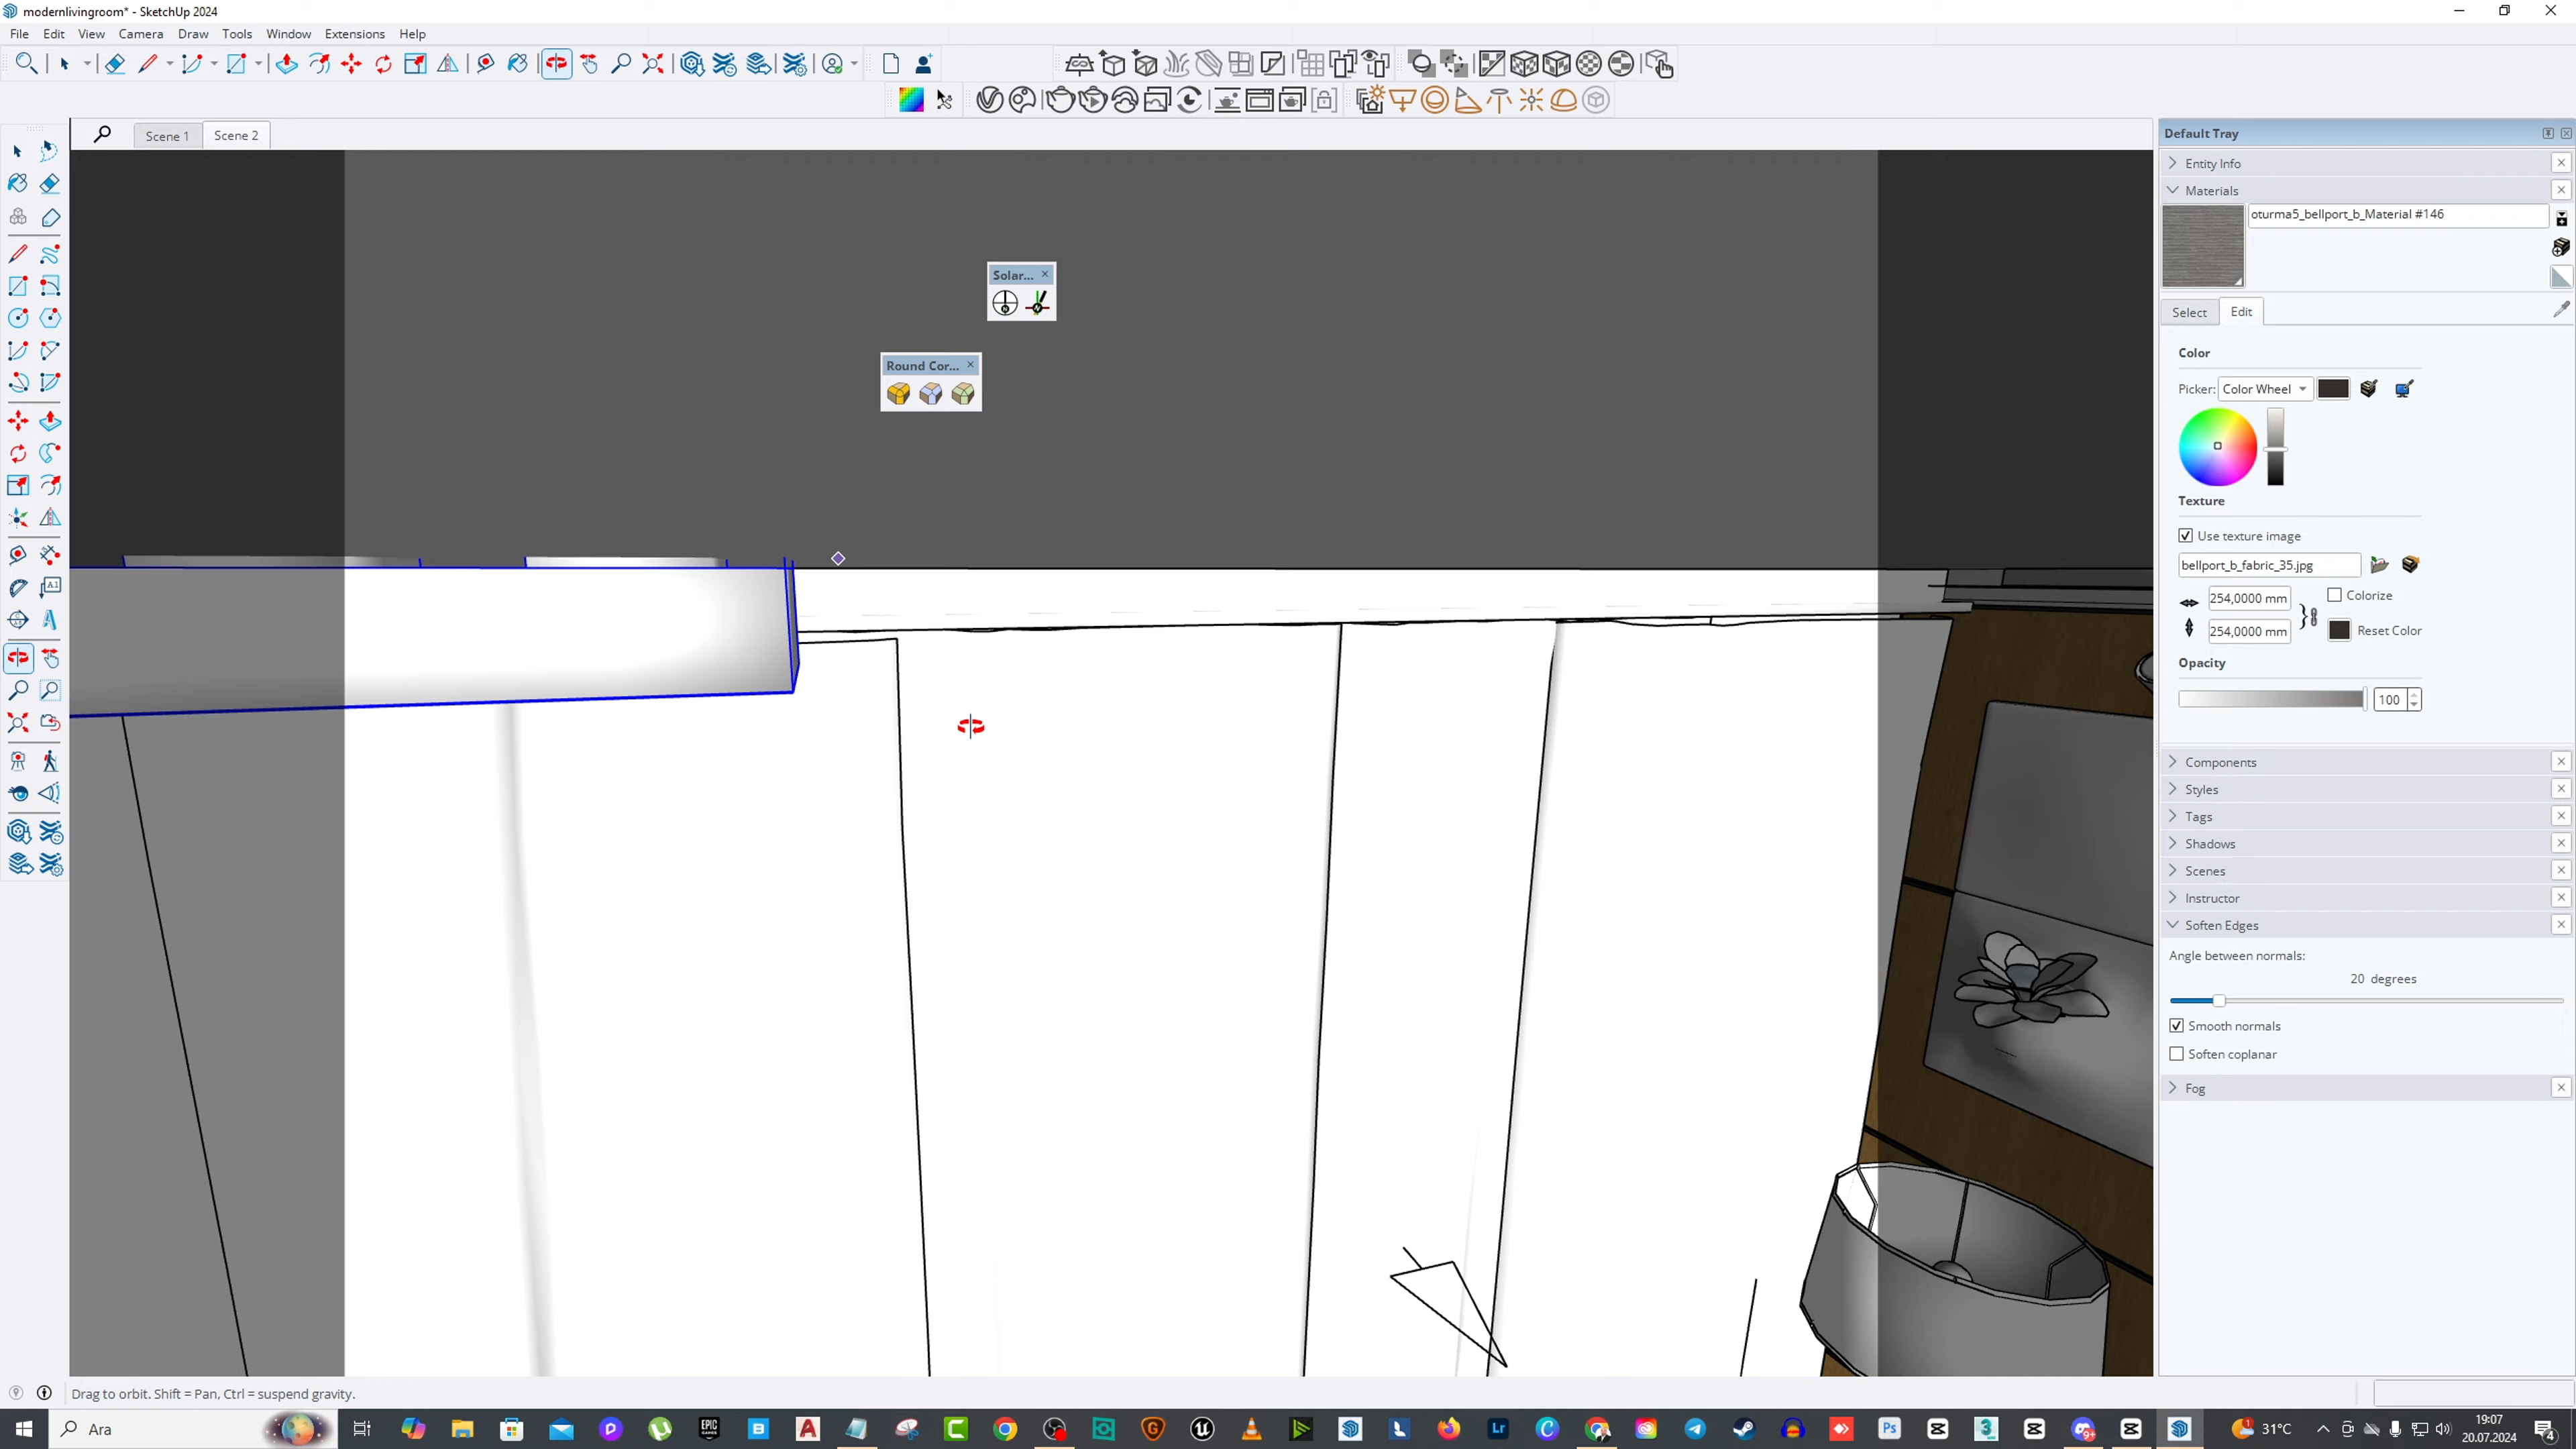 modernlivingroom* - SketchUp 2024
File Edit View Camera Draw Tools Window Extensions Help
Scene 1 Scene 2
Default Tray
Entity Info
Materials
oturma5_bellport_b_Material #146
Select Edit
Color
Picker: Color Wheel
Texture
Use texture image
bellport_b_fabric_35.jpg
254,0000 mm Colorize
254,0000 mm Reset Color
Opacity
100
Components
Styles
Tags
Shadows
Scenes
Instructor
Soften Edges
Angle between normals:
20 degrees
Smooth normals
Soften coplanar
Fog
Solar...
Round Cor...
Drag to orbit. Shift = Pan, Ctrl = suspend gravity.
Ara
31°C
19:07
20.07.2024